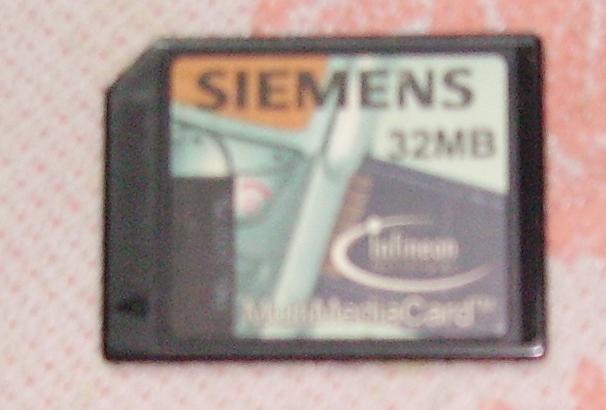 SIEMENS
32MB
Infineon
MultiMediaCard™